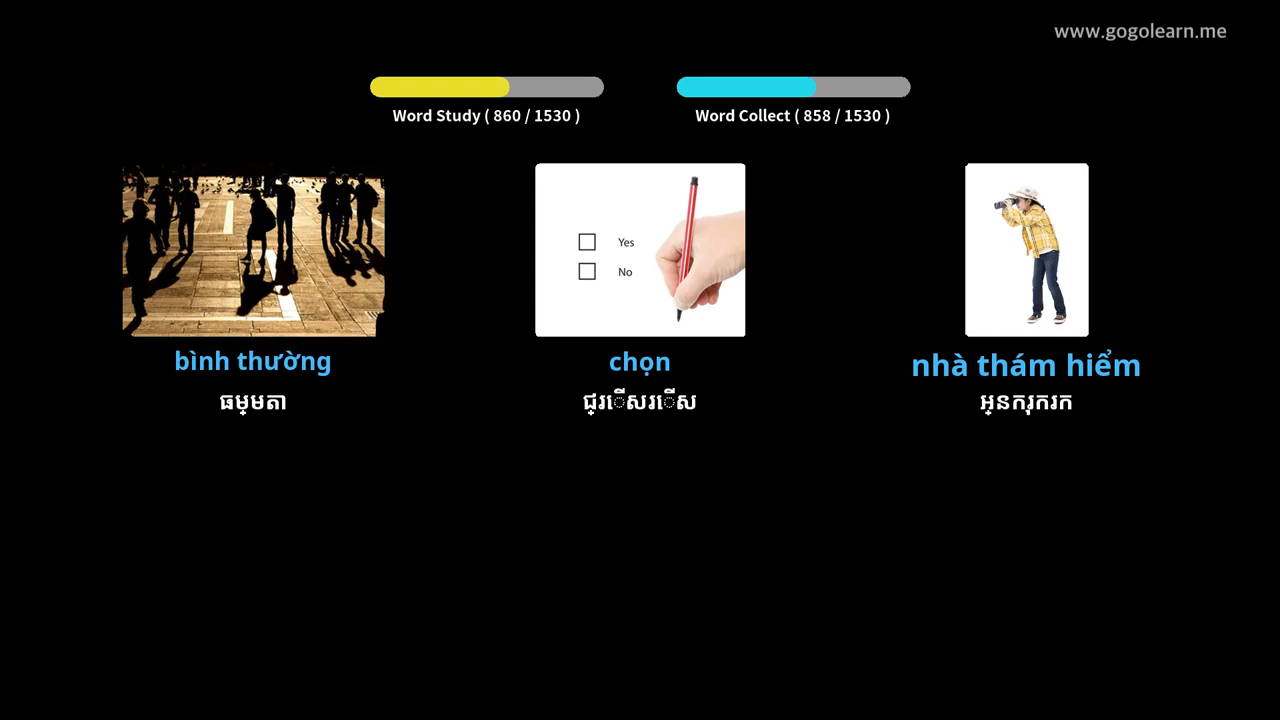 www.gogolearn.me
Word Study ( 860 / 1530 )
Word Collect ( 858 / 1530 )
Yes
No
bình thường
chọn
nhà thám hiểm
ធម្មតា
ជ្រើសរើស
អ្នករុករក